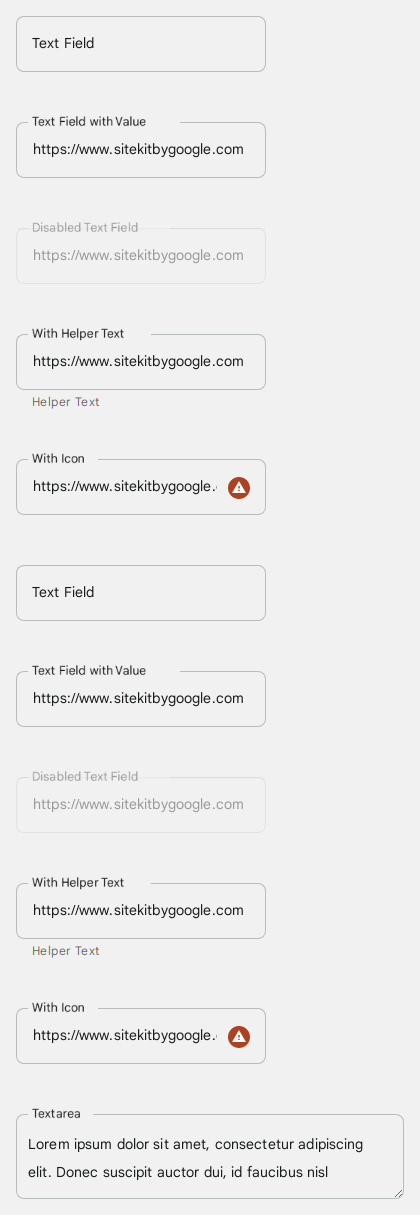 Text Field
Text Field with Value
https://www.sitekitbygoogle.com
Disabled Text Field
https://www.sitekitbygoogle.com
With Helper Text
https://www.sitekitbygoogle.com
Helper Text
With Icon
https://www.sitekitbygoogle.
Text Field
Text Field with Value
https://www.sitekitbygoogle.com
Disabled Text Field
https://www.sitekitbygoogle.com
With Helper Text
https://www.sitekitbygoogle.com
Helper Text
With Icon
https://www.sitekitbygoogle.
Textarea
Lorem ipsum dolor sit amet, consectetur adipiscing
elit. Donec suscipit auctor dui, id faucibus nisl